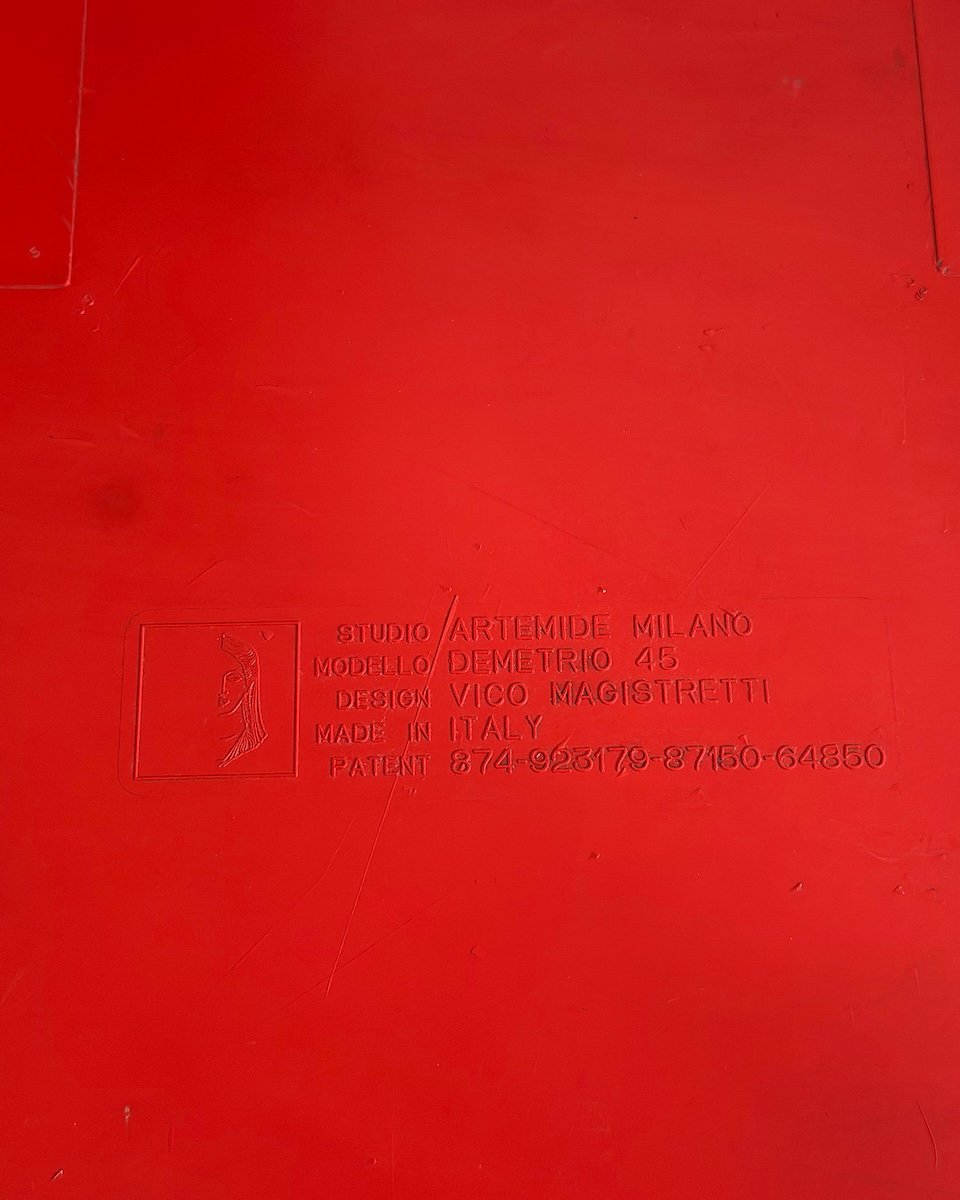 STUDIO ARTEMIDE MILANO
MODELLO DEMETRIO 45
DESIGN VICO MAGISTRETTI
MADE IN ITALY
PATENT 874-923179-87150-64850